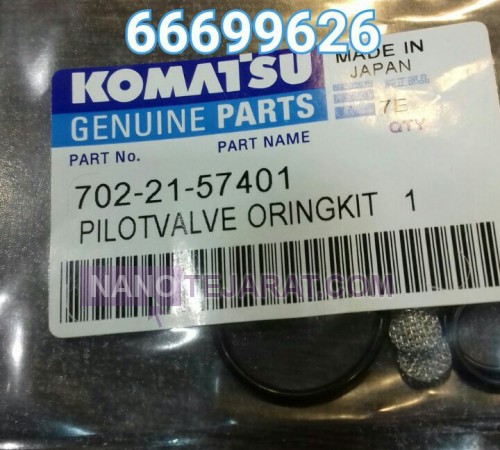 66699626
KOMATSU
MADE IN
JAPAN
GENUINE PARTS
7E
QTY
PART No.
PART NAME
702-21-57401
PILOTVALVE ORINGKIT 1
NANOTEJARAT.COM